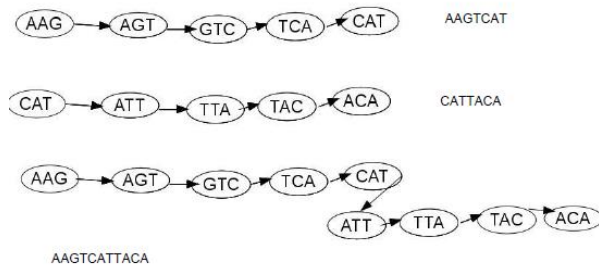 AAG AGT GTC TCA CAT AAGTCAT
CAT ATT TTA TAC ACA CATTACA
AAG AGT GTC TCA CAT
ATT TTA TAC ACA
AAGTCATTACA